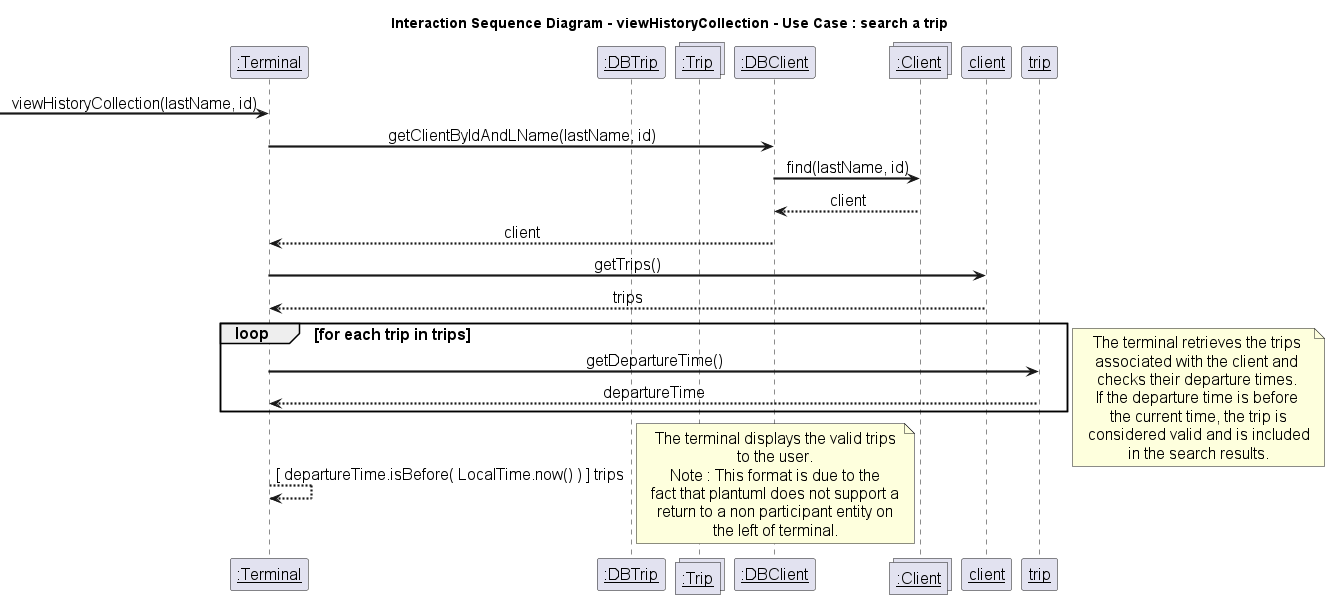 Interaction Sequence Diagram - viewHistoryCollection - Use Case : search a trip
:Terminal
:DBTrip
:Trip
:DBClient
:Client
client
trip
viewHistoryCollection(lastName, id)
getClientByIdAndLName(lastName, id)
find(lastName, id)
client
client
getTrips()
trips
loop
[for each trip in trips]
getDepartureTime()
departureTime
The terminal retrieves the trips
associated with the client and
checks their departure times.
If the departure time is before
the current time, the trip is
considered valid and is included
in the search results.
[ departureTime.isBefore( LocalTime.now() ) ] trips
The terminal displays the valid trips
to the user.
Note : This format is due to the
fact that plantuml does not support a
return to a non participant entity on
the left of terminal.
:Terminal
:DBTrip
:Trip
:DBClient
:Client
client
trip